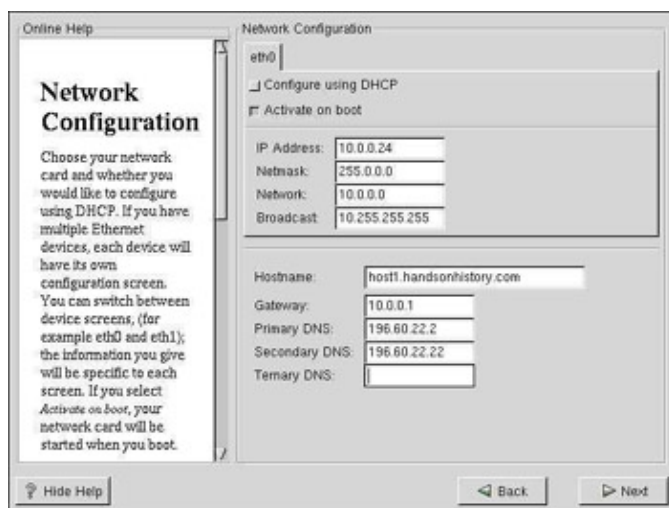 Online Help
Network
Configuration
Choose your network
card and whether you
would like to configure
using DHCP. If you have
multiple Ethernet
devices, each device will
have its own
configuration screen.
You can switch between
device screens, (for
example eth0 and eth1);
the information you give
will be specific to each
screen. If you select
Activate on boot, your
network card will be
started when you boot.
Network Configuration
eth0
Configure using DHCP
Activate on boot
IP Address: 10.0.0.24
Netmask: 255.0.0.0
Network: 10.0.0.0
Broadcast: 10.255.255.255
Hostname: host1.handsonhistory.com
Gateway: 10.0.0.1
Primary DNS: 196.60.22.2
Secondary DNS: 196.60.22.22
Ternary DNS:
Hide Help
Back
Next